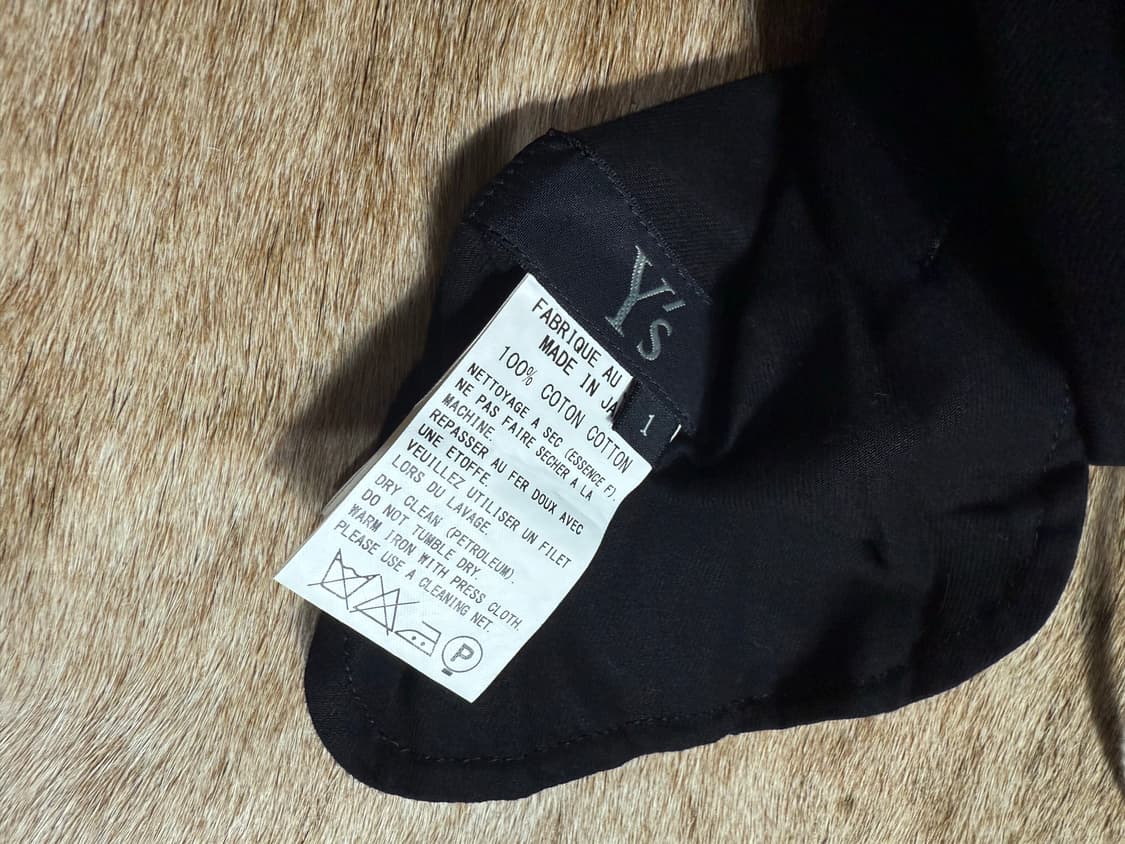 Y's
1
FABRIQUE AU
MADE IN JA
100% COTON COTTON
NETTOYAGE A SEC (ESSENCE F).
NE PAS FAIRE SECHER A LA
MACHINE.
REPASSER AU FER DOUX AVEC
UNE ETOFFE.
VEUILLEZ UTILISER UN FILET
LORS DU LAVAGE.
DRY CLEAN (PETROLEUM).
DO NOT TUMBLE DRY.
WARM IRON WITH PRESS CLOTH.
PLEASE USE A CLEANING NET.
P